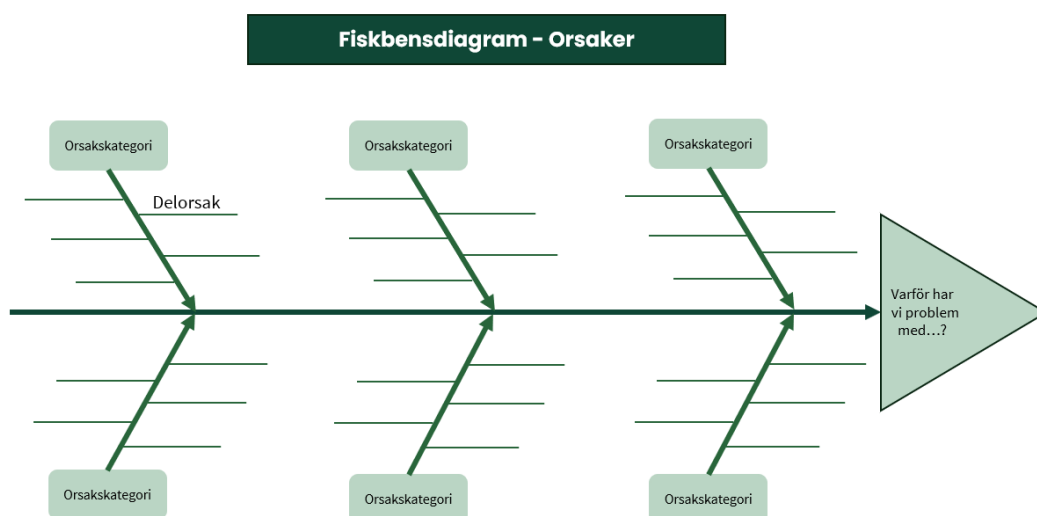 Fiskbensdiagram - Orsaker
Orsakskategori
Orsakskategori
Orsakskategori
Delorsak
Varför har
vi problem
med...?
Orsakskategori
Orsakskategori
Orsakskategori